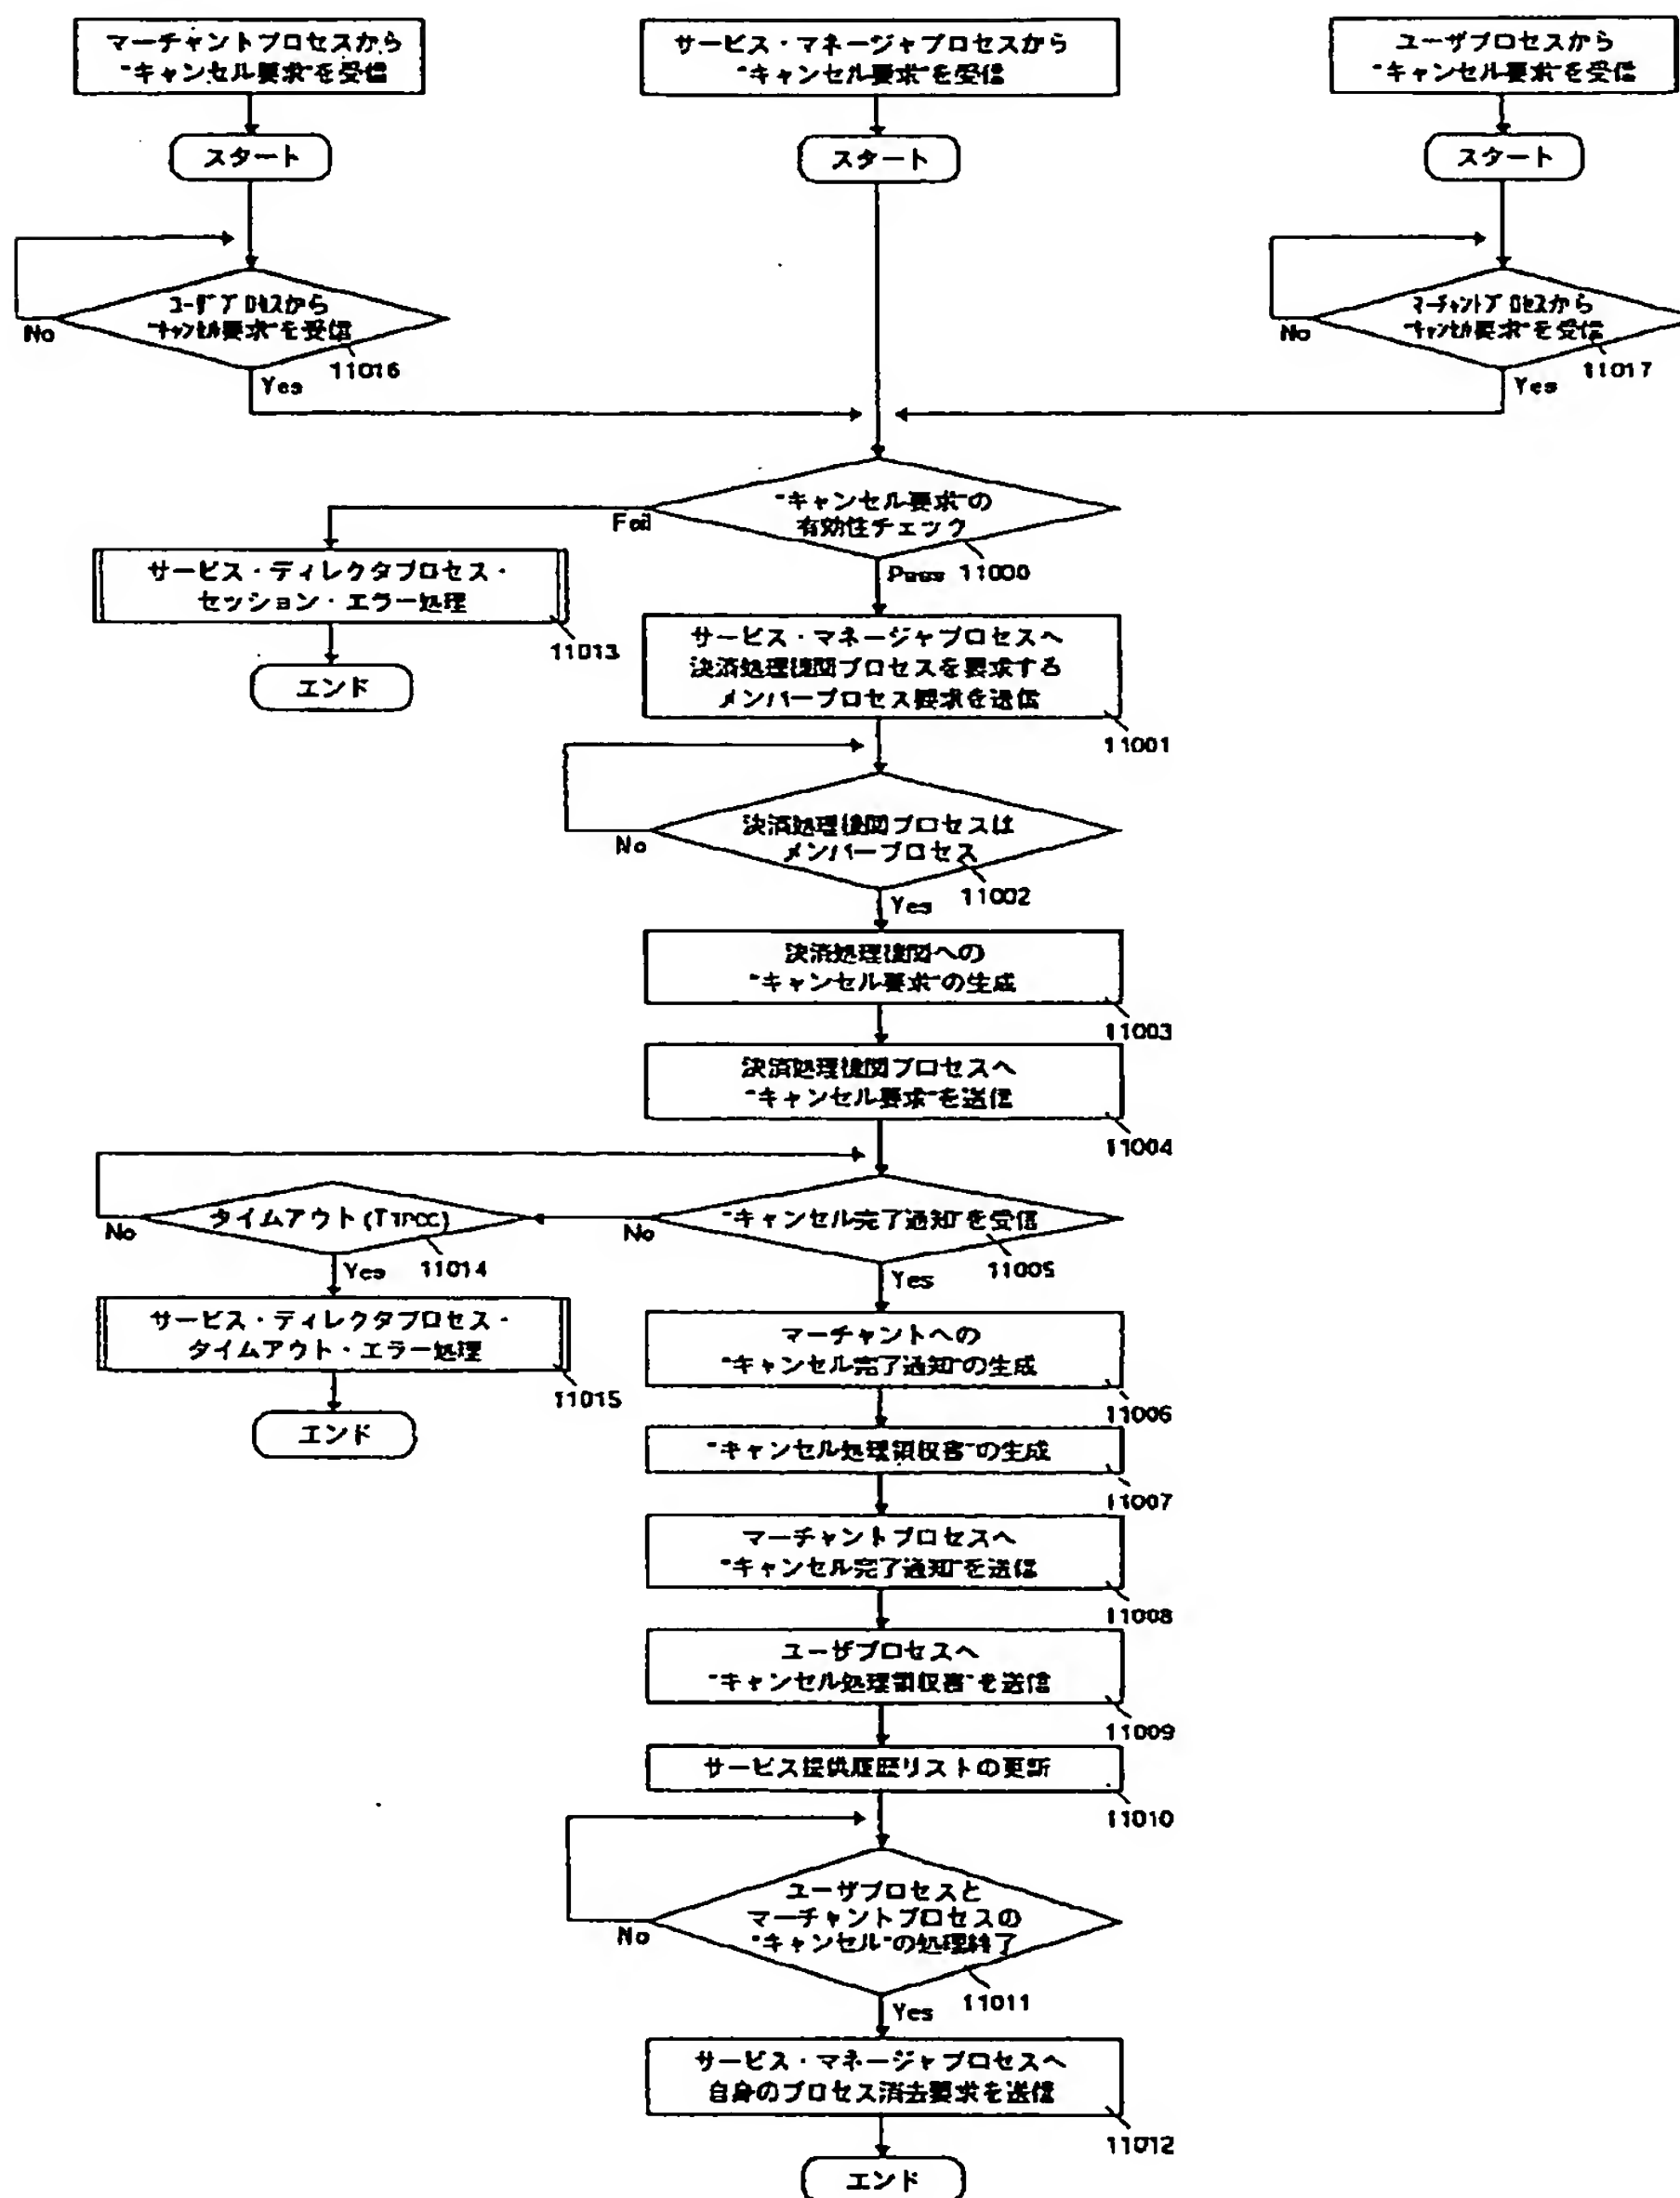 マーチャントプロセスから
"キャンセル要求"を受信
サービス・マネージャプロセスから
"キャンセル要求"を受信
ユーザプロセスから
"キャンセル要求"を受信
スタート
スタート
スタート
ユーザプロセスから
"キャンセル要求"を受信
No
11016
Yes
マーチャントプロセスから
"キャンセル要求"を受信
No
11017
Yes
"キャンセル要求"の
有効性チェック
Fail
Pass 11000
サービス・ディレクタプロセス・
セッション・エラー処理
11013
エンド
サービス・マネージャプロセスへ
決済処理機関プロセスを要求する
メンバープロセス要求を送信
11001
決済処理機関プロセスは
メンバープロセス
No
11002
Yes
決済処理機関への
"キャンセル要求"の生成
11003
決済処理機関プロセスへ
"キャンセル要求"を送信
11004
タイムアウト
No
11014
Yes
"キャンセル完了通知"を受信
No
11005
Yes
サービス・ディレクタプロセス・
タイムアウト・エラー処理
11015
エンド
マーチャントへの
"キャンセル完了通知"の生成
11006
"キャンセル処理領収書"の生成
11007
マーチャントプロセスへ
"キャンセル完了通知"を送信
11008
ユーザプロセスへ
"キャンセル処理領収書"を送信
11009
サービス提供履歴リストの更新
11010
ユーザプロセスと
マーチャントプロセスの
"キャンセル"の処理終了
No
11011
Yes
サービス・マネージャプロセスへ
自身のプロセス消去要求を送信
11012
エンド